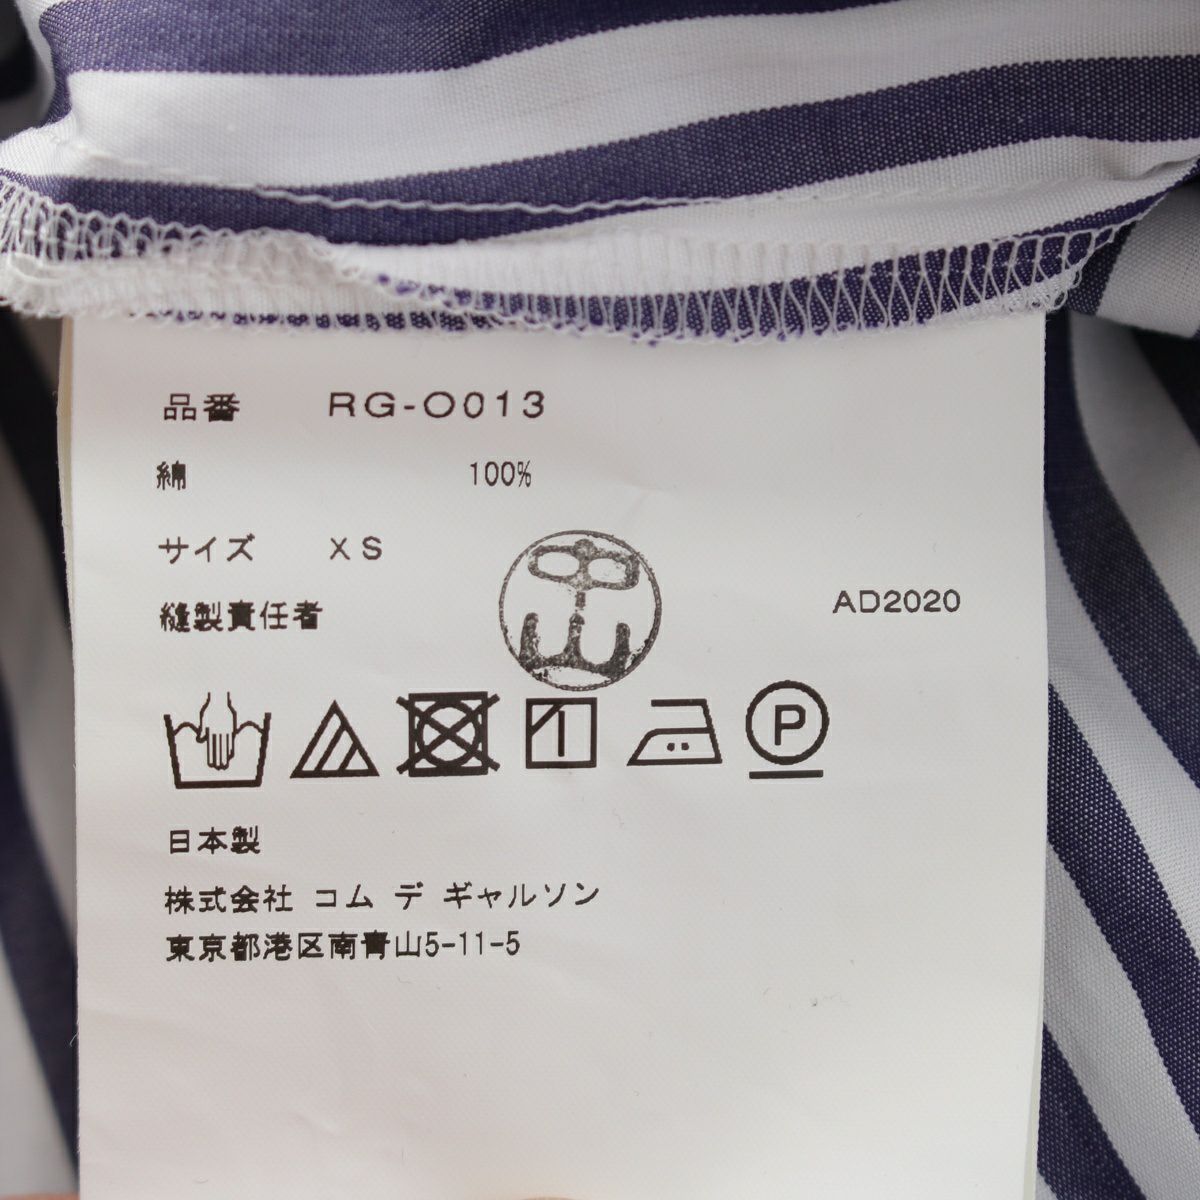 品番 RG-O013
綿 100%
サイズ XS
縫製責任者
中山
AD2020
P
日本製
株式会社 コム デ ギャルソン
東京都港区南青山5-11-5